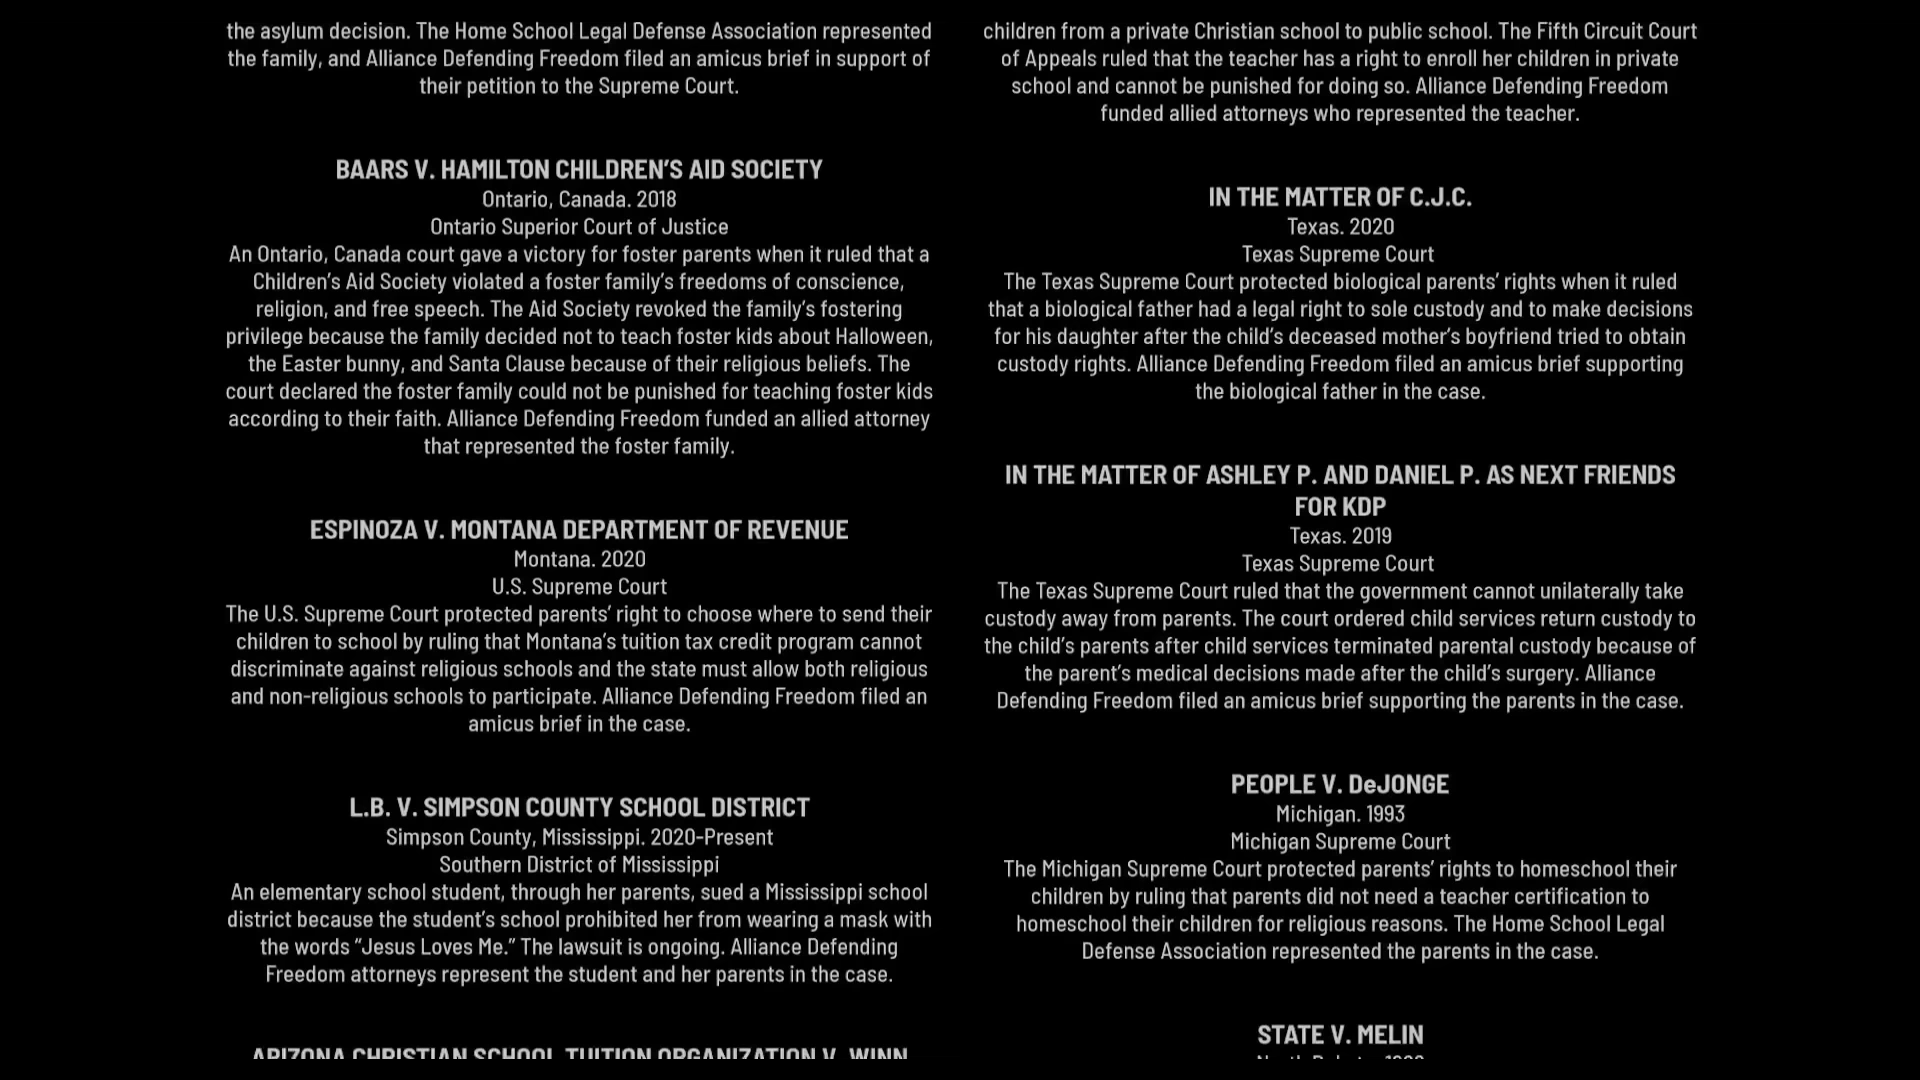 the asylum decision. The Home School Legal Defense Association represented
the family, and Alliance Defending Freedom filed an amicus brief in support of
their petition to the Supreme Court.
BAARS V. HAMILTON CHILDREN'S AID SOCIETY
Ontario, Canada. 2018
Ontario Superior Court of Justice
An Ontario, Canada court gave a victory for foster parents when it ruled that a
Children's Aid Society violated a foster family's freedoms of conscience,
religion, and free speech. The Aid Society revoked the family's fostering
privilege because the family decided not to teach foster kids about Halloween,
the Easter bunny, and Santa Clause because of their religious beliefs. The
court declared the foster family could not be punished for teaching foster kids
according to their faith. Alliance Defending Freedom funded an allied attorney
that represented the foster family.
ESPINOZA V. MONTANA DEPARTMENT OF REVENUE
Montana. 2020
U.S. Supreme Court
The U.S. Supreme Court protected parents' right to choose where to send their
children to school by ruling that Montana's tuition tax credit program cannot
discriminate against religious schools and the state must allow both religious
and non-religious schools to participate. Alliance Defending Freedom filed an
amicus brief in the case.
L.B. V. SIMPSON COUNTY SCHOOL DISTRICT
Simpson County, Mississippi. 2020-Present
Southern District of Mississippi
An elementary school student, through her parents, sued a Mississippi school
district because the student's school prohibited her from wearing a mask with
the words "Jesus Loves Me." The lawsuit is ongoing. Alliance Defending
Freedom attorneys represent the student and her parents in the case.
ARIZONA CHRISTIAN SCHOOL TUITION ORGANIZATION V. WINN
children from a private Christian school to public school. The Fifth Circuit Court
of Appeals ruled that the teacher has a right to enroll her children in private
school and cannot be punished for doing so. Alliance Defending Freedom
funded allied attorneys who represented the teacher.
IN THE MATTER OF C.J.C.
Texas. 2020
Texas Supreme Court
The Texas Supreme Court protected biological parents' rights when it ruled
that a biological father had a legal right to sole custody and to make decisions
for his daughter after the child's deceased mother's boyfriend tried to obtain
custody rights. Alliance Defending Freedom filed an amicus brief supporting
the biological father in the case.
IN THE MATTER OF ASHLEY P. AND DANIEL P. AS NEXT FRIENDS
FOR KDP
Texas. 2019
Texas Supreme Court
The Texas Supreme Court ruled that the government cannot unilaterally take
custody away from parents. The court ordered child services return custody to
the child's parents after child services terminated parental custody because of
the parent's medical decisions made after the child's surgery. Alliance
Defending Freedom filed an amicus brief supporting the parents in the case.
PEOPLE V. DeJONGE
Michigan. 1993
Michigan Supreme Court
The Michigan Supreme Court protected parents' rights to homeschool their
children by ruling that parents did not need a teacher certification to
homeschool their children for religious reasons. The Home School Legal
Defense Association represented the parents in the case.
STATE V. MELIN